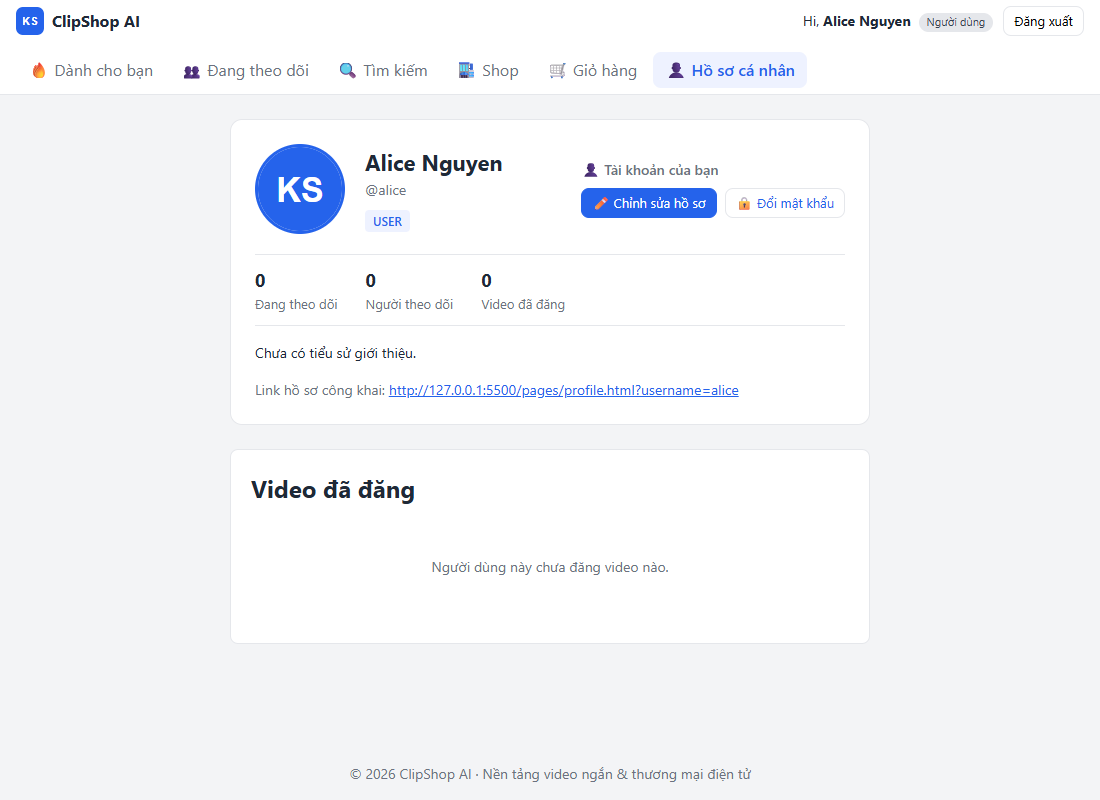 KS ClipShop AI Hi, Alice Nguyen Người dùng Đăng xuất
Dành cho bạn Đang theo dõi Tìm kiếm Shop Giỏ hàng Hồ sơ cá nhân
KS
Alice Nguyen
@alice
USER
Tài khoản của bạn
Chỉnh sửa hồ sơ Đổi mật khẩu
0 0 0
Đang theo dõi Người theo dõi Video đã đăng
Chưa có tiểu sử giới thiệu.
Link hồ sơ công khai: http://127.0.0.1:5500/pages/profile.html?username=alice
Video đã đăng
Người dùng này chưa đăng video nào.
© 2026 ClipShop AI · Nền tảng video ngắn & thương mại điện tử